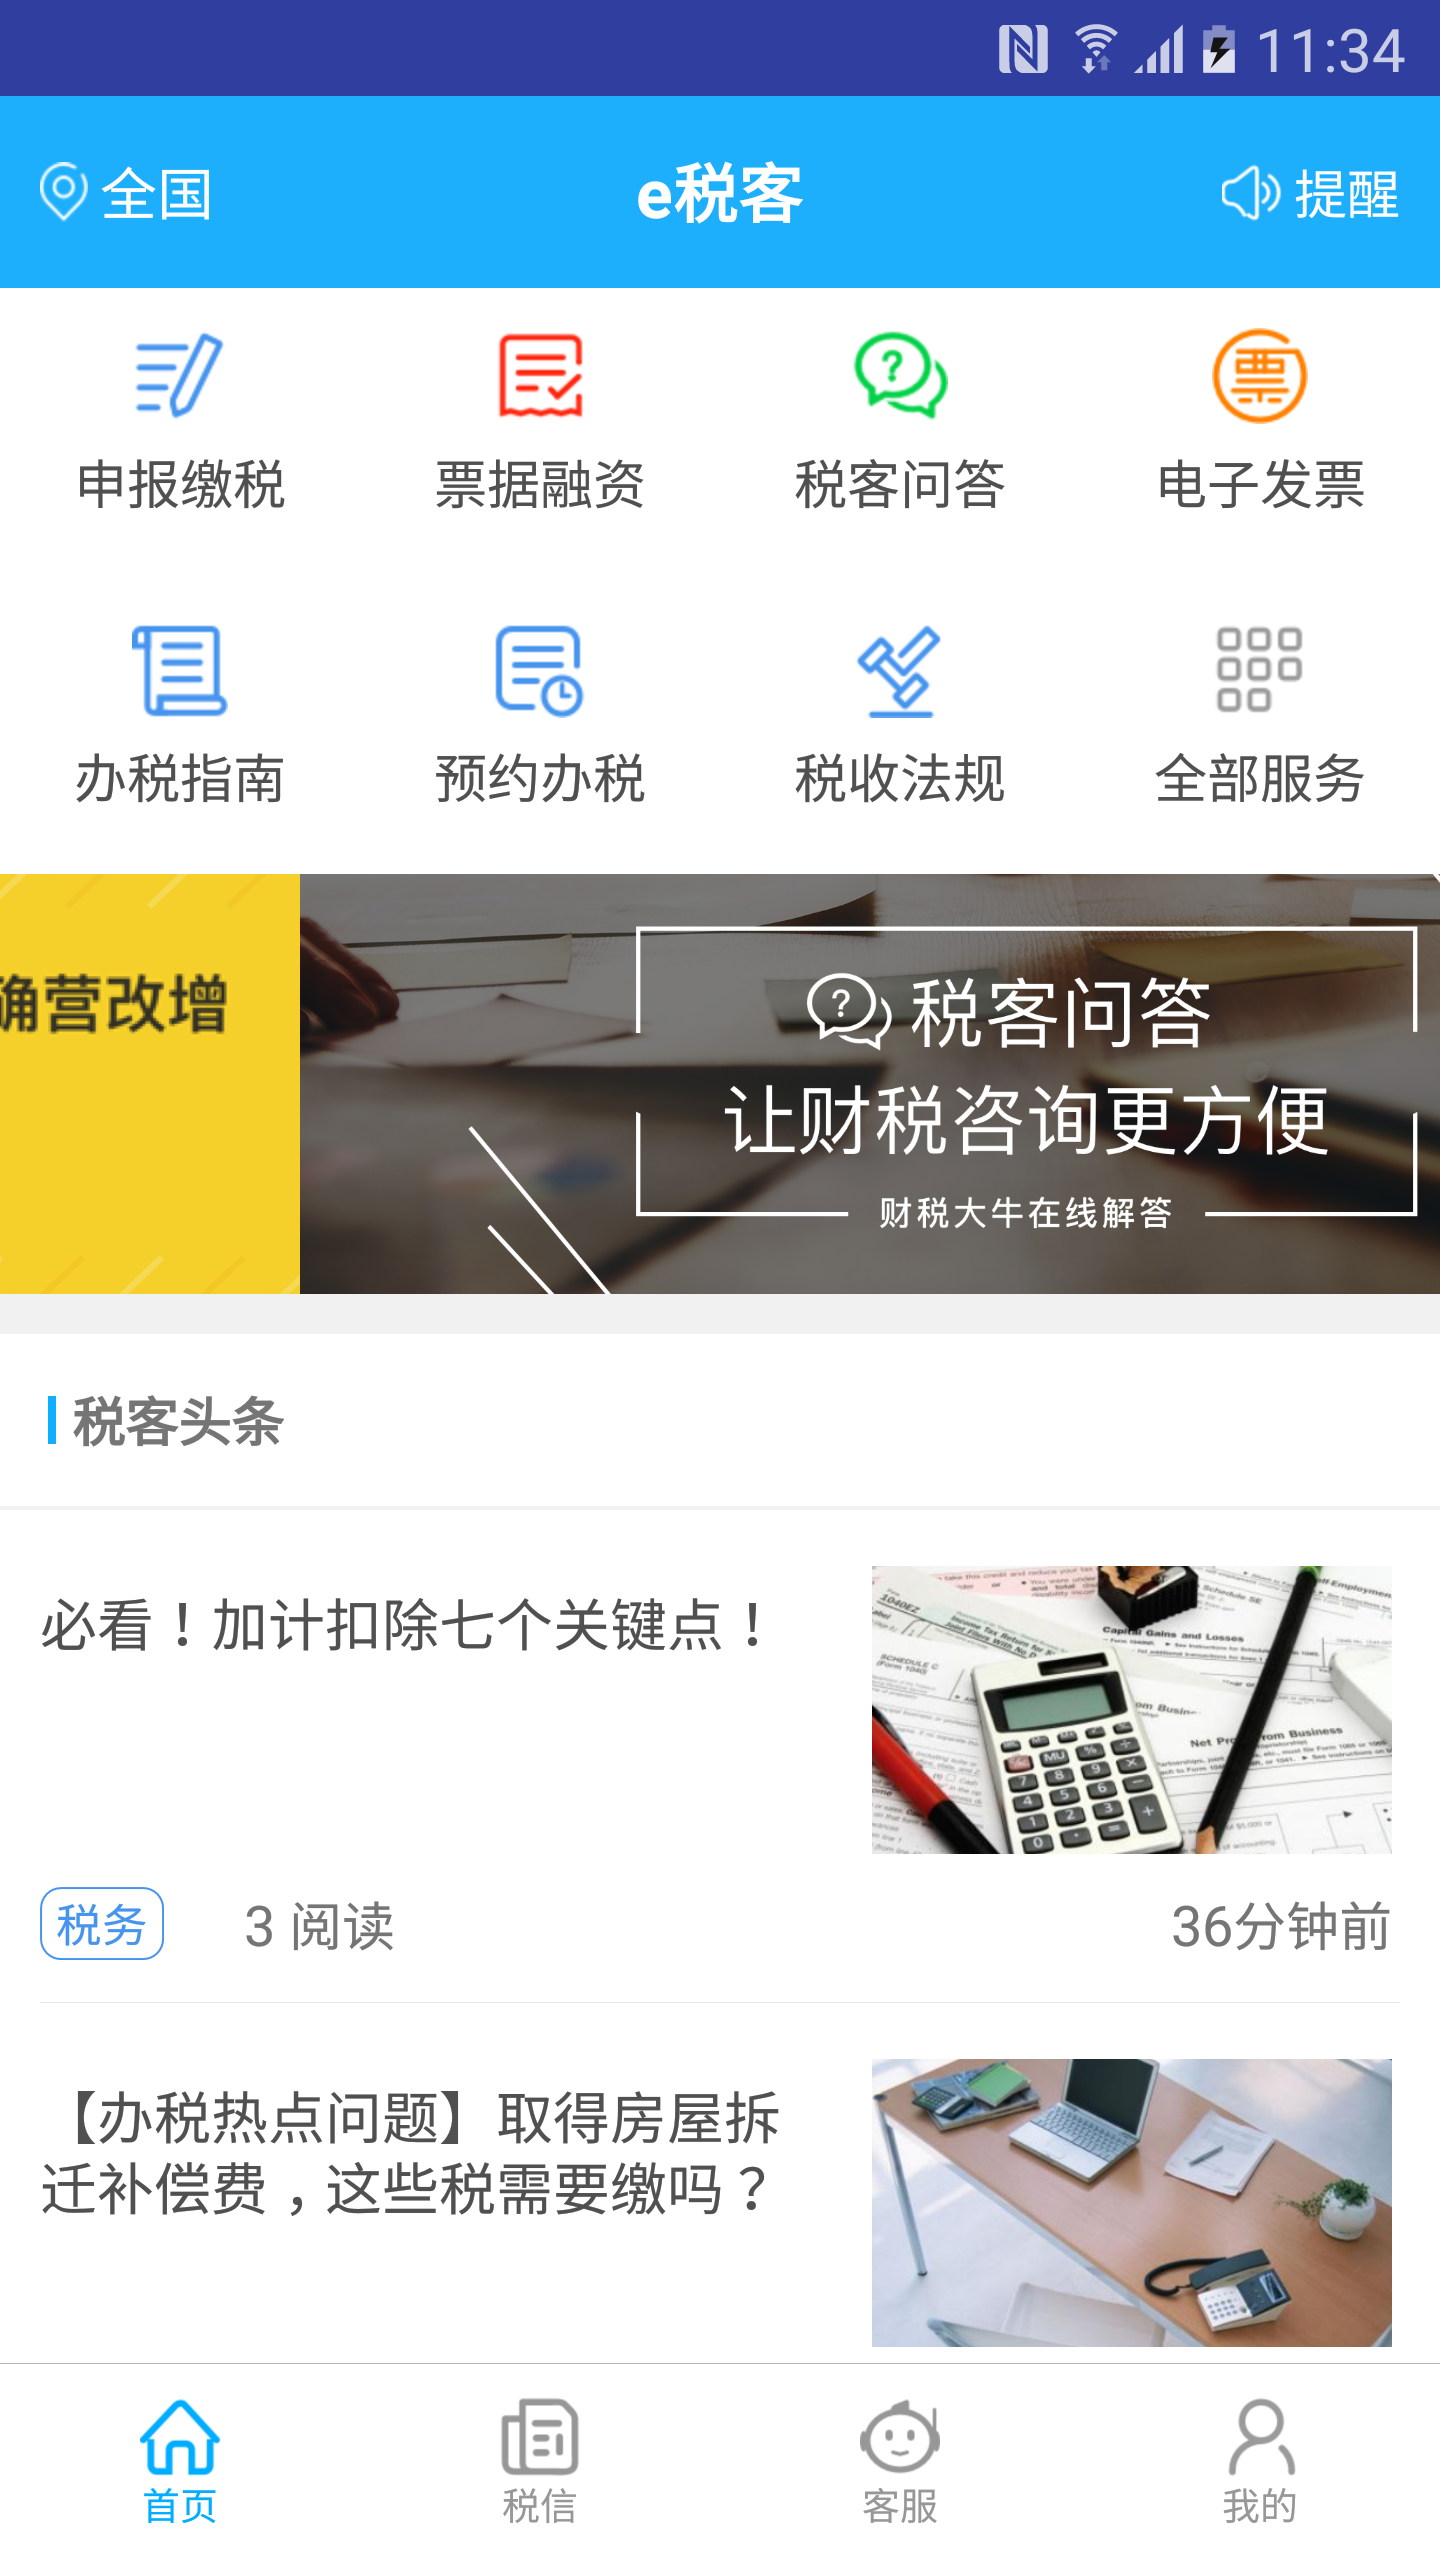 11:34
全国
e税客
提醒
票
申报缴税
票据融资
税客问答
电子发票
办税指南
预约办税
税收法规
全部服务
确营改增
税客问答
让财税咨询更方便
财税大牛在线解答
税客头条
必看！加计扣除七个关键点！
税务
3 阅读
36分钟前
【办税热点问题】取得房屋拆
迁补偿费，这些税需要缴吗？
首页
税信
客服
我的